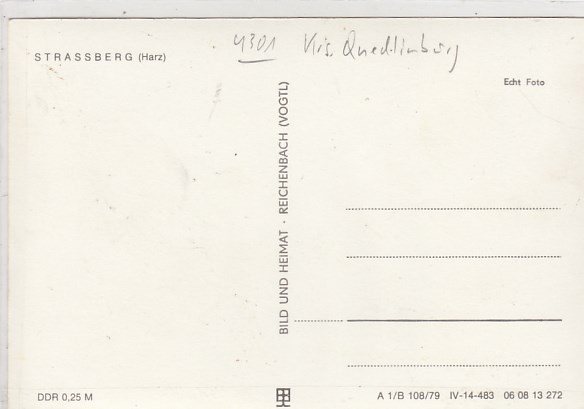 4301 Krs. Quedlinburg
STRASSBERG (Harz)
Echt Foto
BILD UND HEIMAT · REICHENBACH (VOGTL)
DDR 0,25 M
A 1/B 108/79 IV-14-483 06 08 13 272